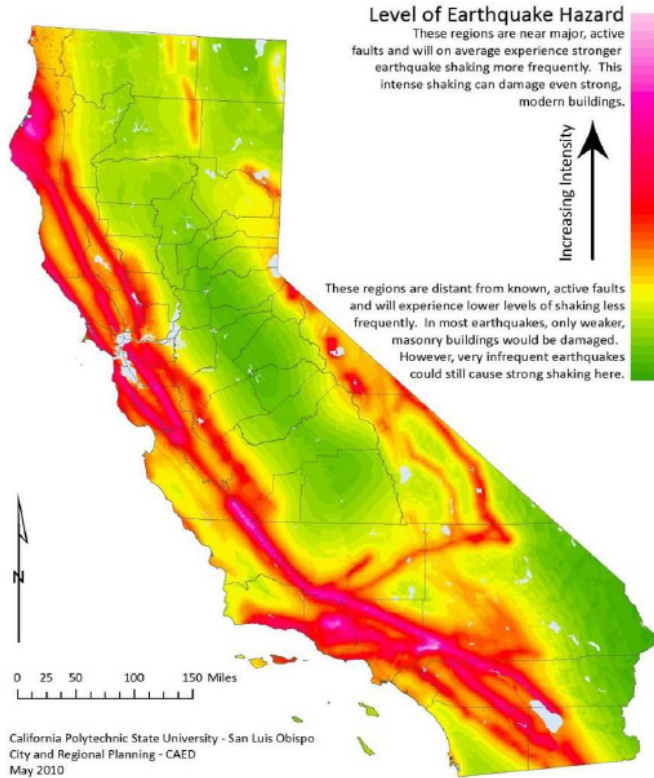 Level of Earthquake Hazard
These regions are near major, active
faults and will on average experience stronger
earthquake shaking more frequently. This
intense shaking can damage even strong,
modern buildings.
Increasing Intensity
These regions are distant from known, active faults
and will experience lower levels of shaking less
frequently. In most earthquakes, only weaker,
masonry buildings would be damaged.
However, very infrequent earthquakes
could still cause strong shaking here.
N
0 25 50 100 150 Miles
California Polytechnic State University - San Luis Obispo
City and Regional Planning - CAED
May 2010